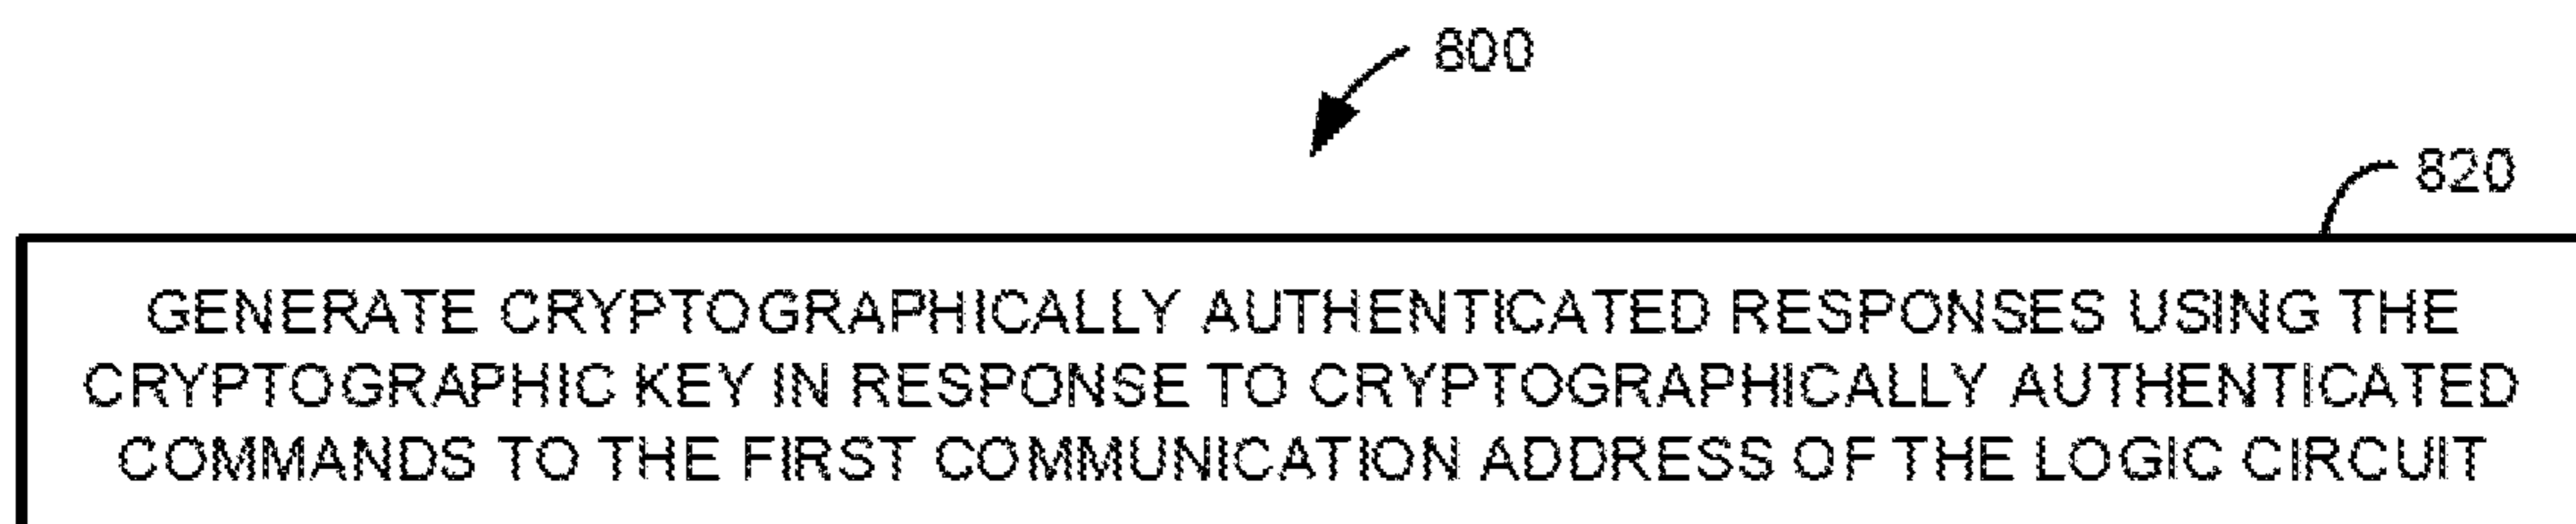 800
820
GENERATE CRYPTOGRAPHICALLY AUTHENTICATED RESPONSES USING THE
CRYPTOGRAPHIC KEY IN RESPONSE TO CRYPTOGRAPHICALLY AUTHENTICATED
COMMANDS TO THE FIRST COMMUNICATION ADDRESS OF THE LOGIC CIRCUIT